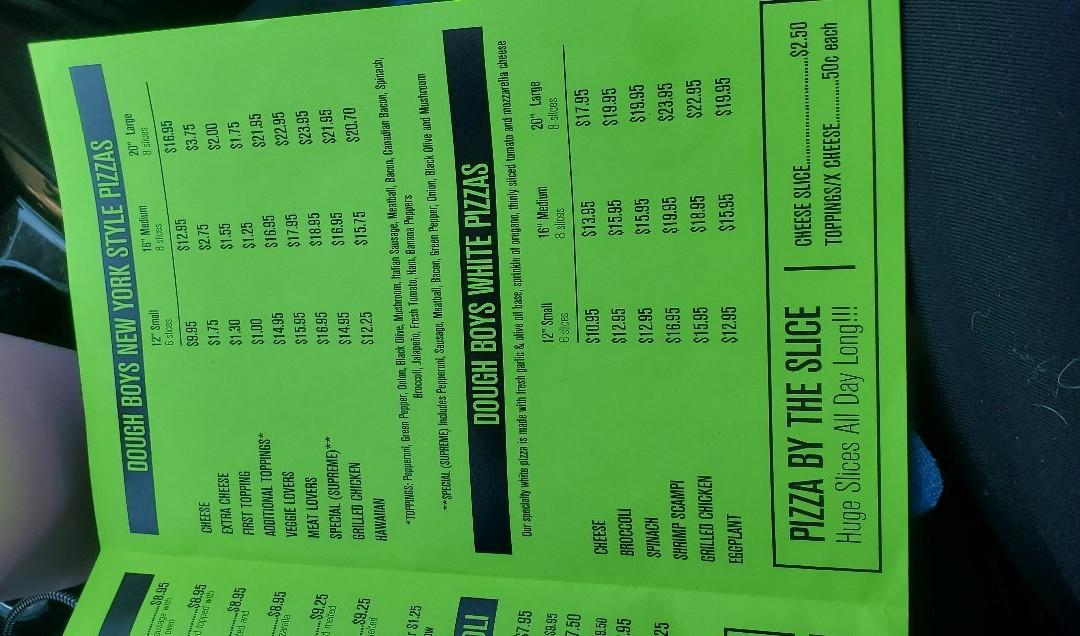 DOUGH BOYS NEW YORK STYLE PIZZAS
12" Small 16" Medium 20" Large
6 slices 8 slices 8 slices
CHEESE $9.95 $12.95 $16.95
EXTRA CHEESE $1.75 $2.75 $3.75
FIRST TOPPING $1.30 $1.55 $2.00
ADDITIONAL TOPPINGS* $1.00 $1.25 $1.75
VEGGIE LOVERS $14.95 $16.95 $21.95
MEAT LOVERS $15.95 $17.95 $22.95
SPECIAL (SUPREME)** $16.95 $18.95 $23.95
GRILLED CHICKEN $14.95 $16.95 $21.95
HAWAIIAN $12.25 $15.75 $20.70
*TOPPINGS: Pepperoni, Green Pepper, Onion, Black Olive, Mushroom, Italian Sausage, Meatball, Bacon, Canadian Bacon, Spinach,
Broccoli, Jalapeño, Fresh Tomato, Ham, Banana Peppers
**SPECIAL (SUPREME) Includes Pepperoni, Sausage, Meatball, Bacon, Green Pepper, Onion, Black Olive and Mushroom
DOUGH BOYS WHITE PIZZAS
Our specialty white pizza is made with fresh garlic & olive oil base, sprinkle of oregano, thinly sliced tomato and mozzarella cheese
12" Small 16" Medium 20" Large
6 slices 8 slices 8 slices
CHEESE $10.95 $13.95 $17.95
BROCCOLI $12.95 $15.95 $19.95
SPINACH $12.95 $15.95 $19.95
SHRIMP SCAMPI $16.95 $19.95 $23.95
GRILLED CHICKEN $15.95 $18.95 $22.95
EGGPLANT $12.95 $15.95 $19.95
PIZZA BY THE SLICE
Huge Slices All Day Long!!!
CHEESE SLICE..............$2.50
TOPPINGS/X CHEESE..........50c each
$8.95
$8.95
$8.95
$8.95
$9.25
$9.25
$1.25
OLI
$7.95
$9.95